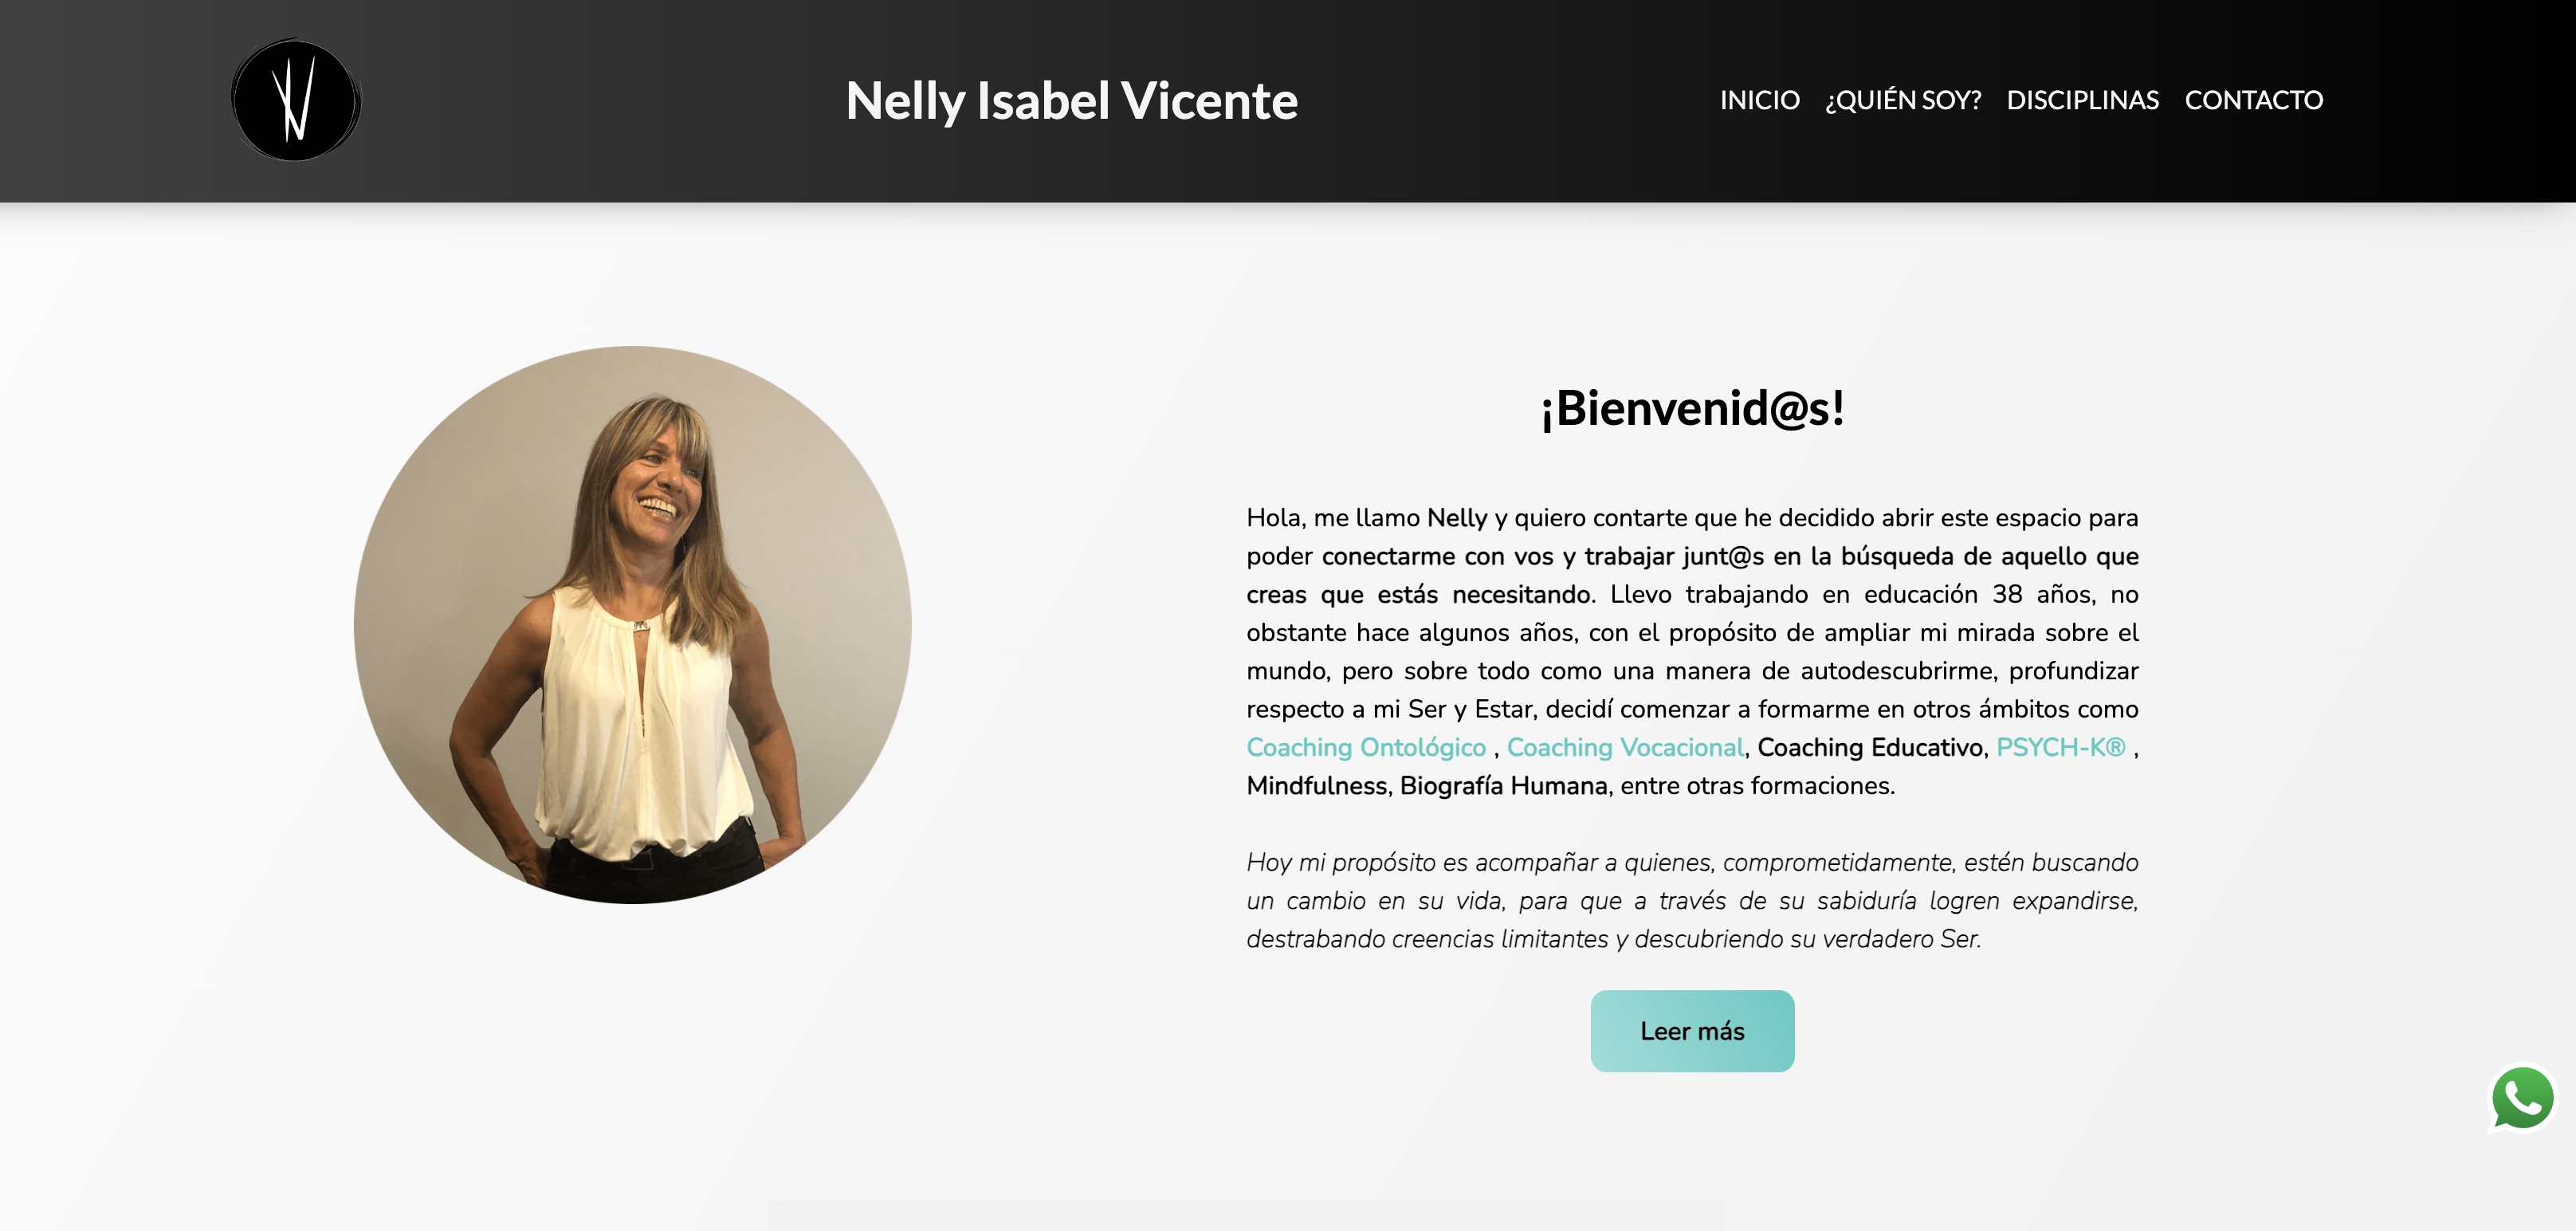 Nelly Isabel Vicente
INICIO ¿QUIÉN SOY? DISCIPLINAS CONTACTO
¡Bienvenid@s!
Hola, me llamo Nelly y quiero contarte que he decidido abrir este espacio para
poder conectarme con vos y trabajar junt@s en la búsqueda de aquello que
creas que estás necesitando. Llevo trabajando en educación 38 años, no
obstante hace algunos años, con el propósito de ampliar mi mirada sobre el
mundo, pero sobre todo como una manera de autodescubrirme, profundizar
respecto a mi Ser y Estar, decidí comenzar a formarme en otros ámbitos como
Coaching Ontológico , Coaching Vocacional, Coaching Educativo, PSYCH-K® ,
Mindfulness, Biografía Humana, entre otras formaciones.
Hoy mi propósito es acompañar a quienes, comprometidamente, estén buscando
un cambio en su vida, para que a través de su sabiduría logren expandirse,
destrabando creencias limitantes y descubriendo su verdadero Ser.
Leer más